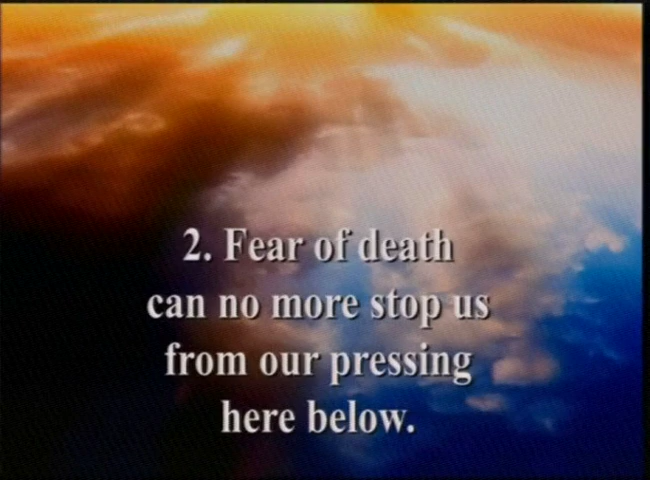 2. Fear of death
can no more stop us
from our pressing
here below.